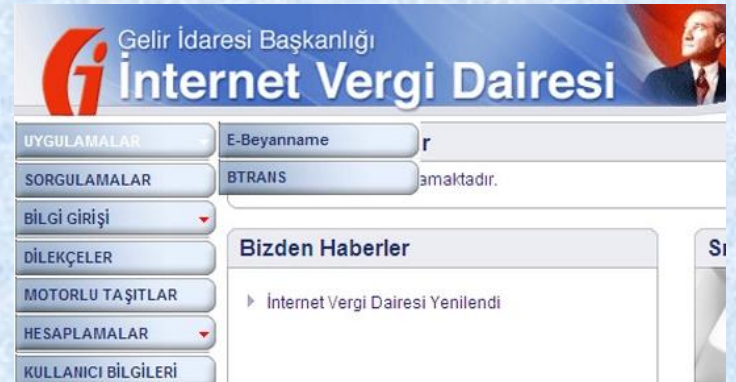 Gelir İdaresi Başkanlığı
İnternet Vergi Dairesi
UYGULAMALAR
E-Beyanname
r
SORGULAMALAR
BTRANS
amaktadır.
BİLGİ GİRİŞİ
DİLEKÇELER
Bizden Haberler
Sı
MOTORLU TAŞITLAR
İnternet Vergi Dairesi Yenilendi
HESAPLAMALAR
KULLANICI BİLGİLERİ